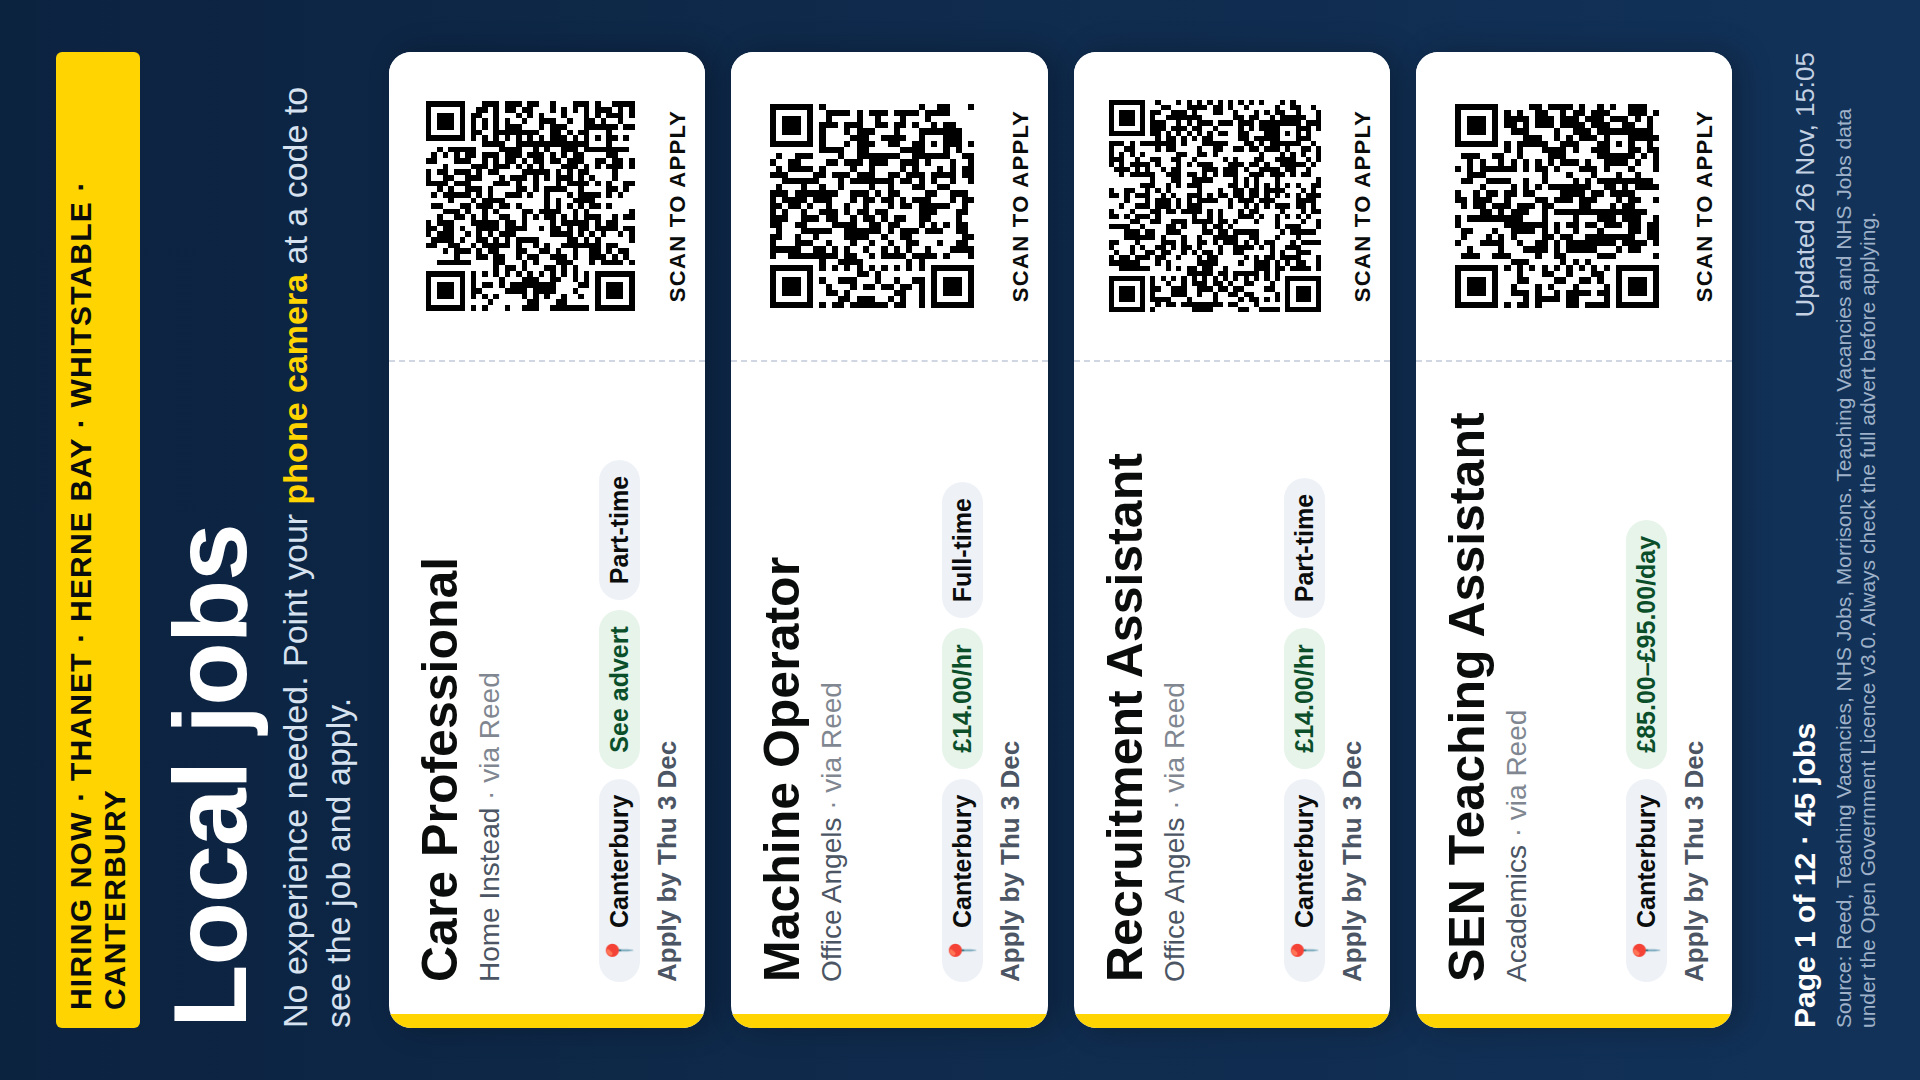 HIRING NOW · THANET · HERNE BAY · WHITSTABLE ·
CANTERBURY
Local jobs
No experience needed. Point your phone camera at a code to
see the job and apply.
Care Professional
Home Instead · via Reed
📍 Canterbury See advert Part-time
Apply by Thu 3 Dec
SCAN TO APPLY
Machine Operator
Office Angels · via Reed
📍 Canterbury £14.00/hr Full-time
Apply by Thu 3 Dec
SCAN TO APPLY
Recruitment Assistant
Office Angels · via Reed
📍 Canterbury £14.00/hr Part-time
Apply by Thu 3 Dec
SCAN TO APPLY
SEN Teaching Assistant
Academics · via Reed
📍 Canterbury £85.00–£95.00/day
Apply by Thu 3 Dec
SCAN TO APPLY
Page 1 of 12 · 45 jobs Updated 26 Nov, 15:05
Source: Reed, Teaching Vacancies, NHS Jobs, Morrisons. Teaching Vacancies and NHS Jobs data
under the Open Government Licence v3.0. Always check the full advert before applying.